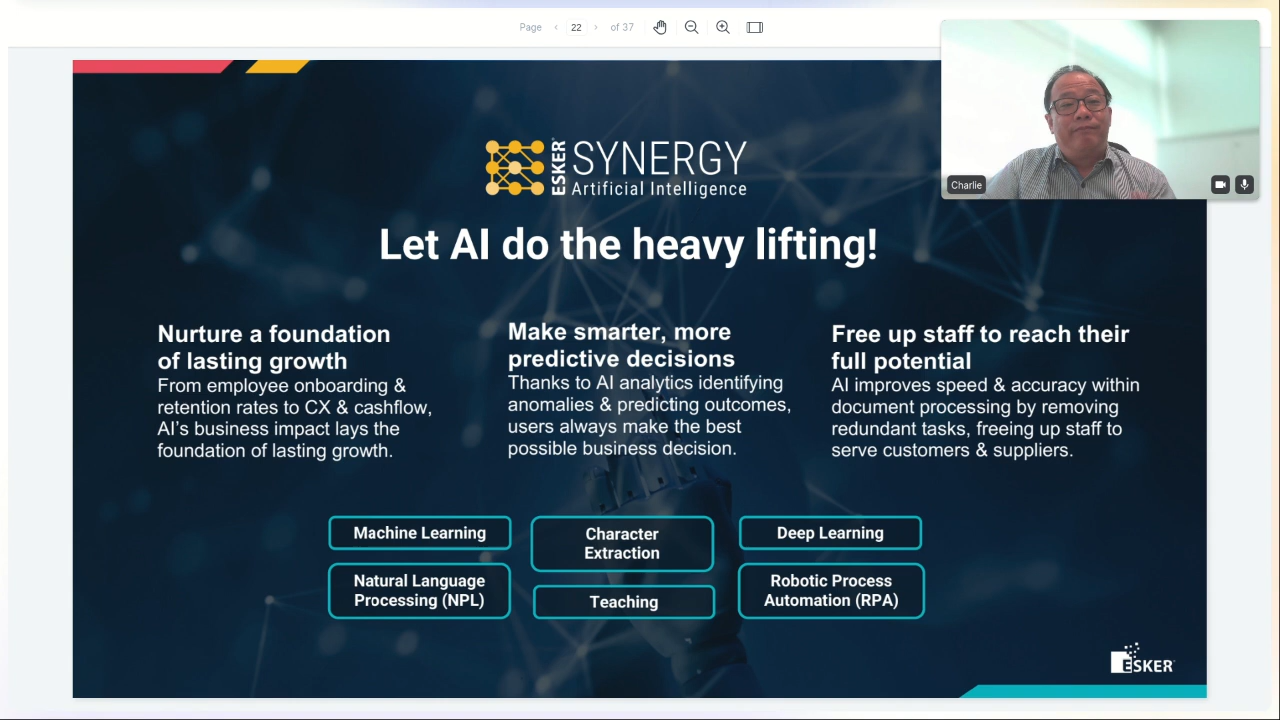 Page < 22 > of 37
Charlie
ESKER
SYNERGY
Artificial Intelligence
Let AI do the heavy lifting!
Nurture a foundation
of lasting growth
From employee onboarding &
retention rates to CX & cashflow,
AI's business impact lays the
foundation of lasting growth.
Make smarter, more
predictive decisions
Thanks to AI analytics identifying
anomalies & predicting outcomes,
users always make the best
possible business decision.
Free up staff to reach their
full potential
AI improves speed & accuracy within
document processing by removing
redundant tasks, freeing up staff to
serve customers & suppliers.
Machine Learning
Character
Extraction
Deep Learning
Natural Language
Processing (NPL)
Teaching
Robotic Process
Automation (RPA)
ESKER